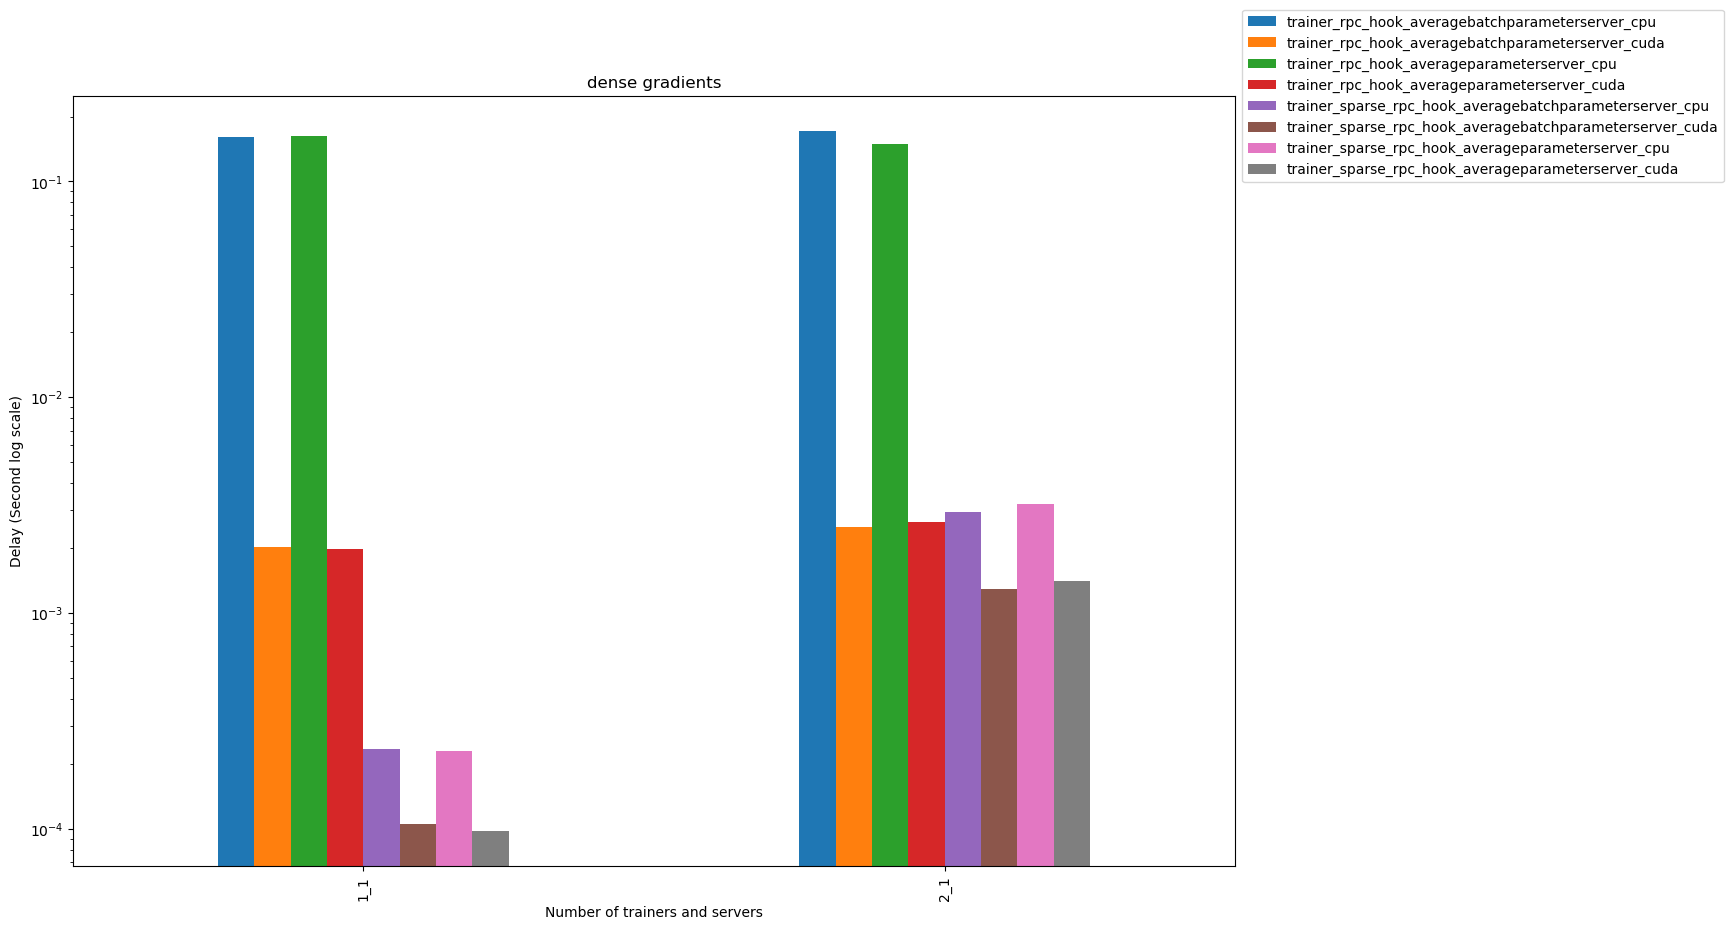 trainer_rpc_hook_averagebatchparameterserver_cpu
trainer_rpc_hook_averagebatchparameterserver_cuda
trainer_rpc_hook_averageparameterserver_cpu
trainer_rpc_hook_averageparameterserver_cuda
trainer_sparse_rpc_hook_averagebatchparameterserver_cpu
trainer_sparse_rpc_hook_averagebatchparameterserver_cuda
trainer_sparse_rpc_hook_averageparameterserver_cpu
trainer_sparse_rpc_hook_averageparameterserver_cuda
dense gradients
Delay (Second log scale)
10⁻¹
10⁻²
10⁻³
10⁻⁴
1_1
2_1
Number of trainers and servers